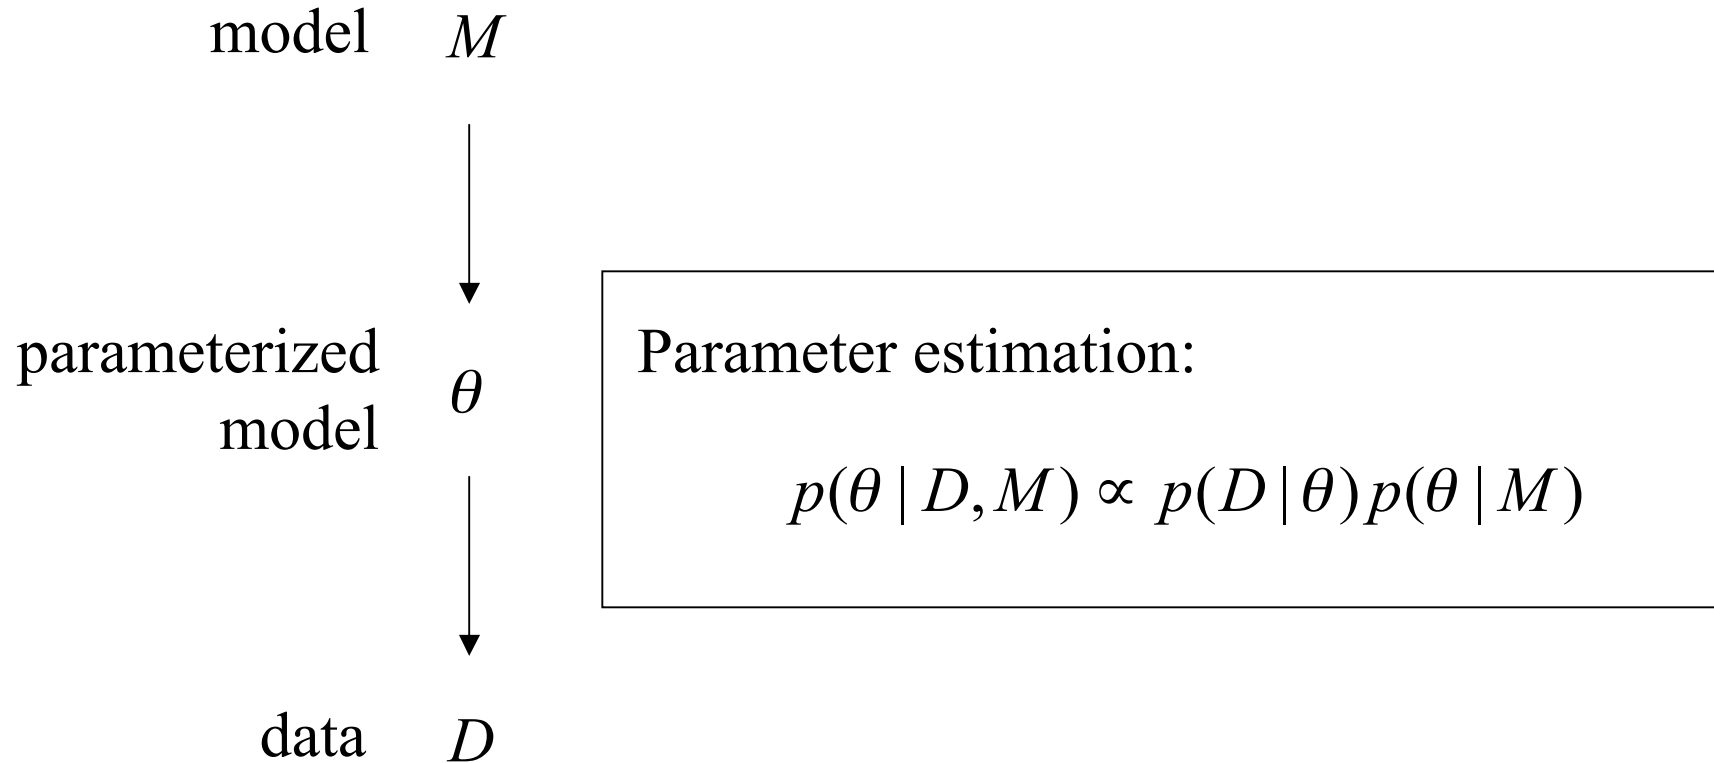 model M
parameterized
model θ
Parameter estimation:
p(θ | D, M) ∝ p(D | θ) p(θ | M)
data D